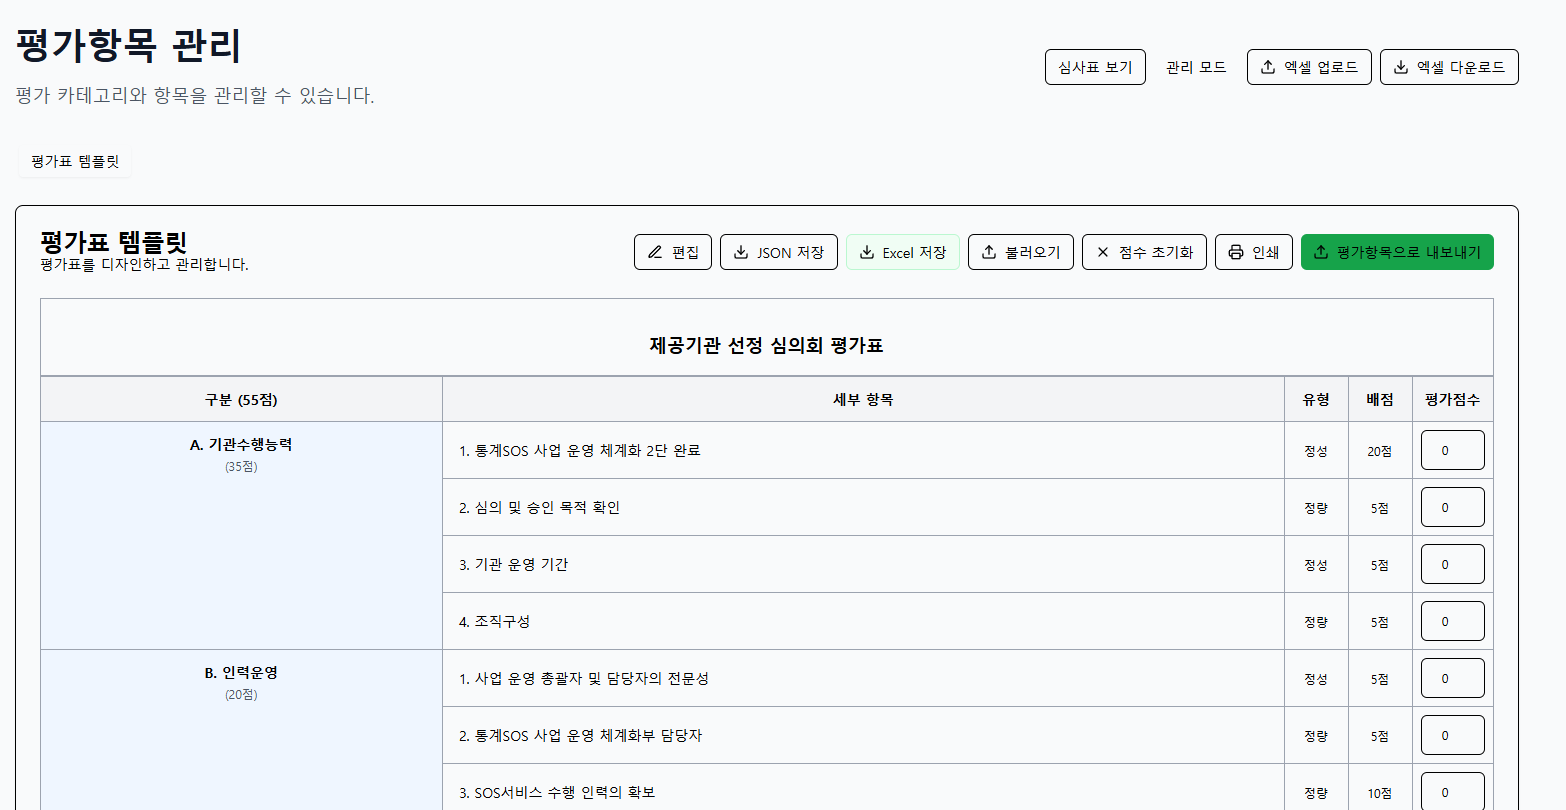 평가항목 관리
평가 카테고리와 항목을 관리할 수 있습니다.
심사표 보기
관리 모드
엑셀 업로드
엑셀 다운로드
평가표 템플릿
평가표 템플릿
평가표를 디자인하고 관리합니다.
편집
JSON 저장
Excel 저장
불러오기
점수 초기화
인쇄
평가항목으로 내보내기
제공기관 선정 심의회 평가표
구분 (55점) 세부 항목 유형 배점 평가점수
A. 기관수행능력
(35점)
1. 통계SOS 사업 운영 체계화 2단 완료 정성 20점 0
2. 심의 및 승인 목적 확인 정량 5점 0
3. 기관 운영 기간 정성 5점 0
4. 조직구성 정량 5점 0
B. 인력운영
(20점)
1. 사업 운영 총괄자 및 담당자의 전문성 정성 5점 0
2. 통계SOS 사업 운영 체계화부 담당자 정량 5점 0
3. SOS서비스 수행 인력의 확보 정량 10점 0